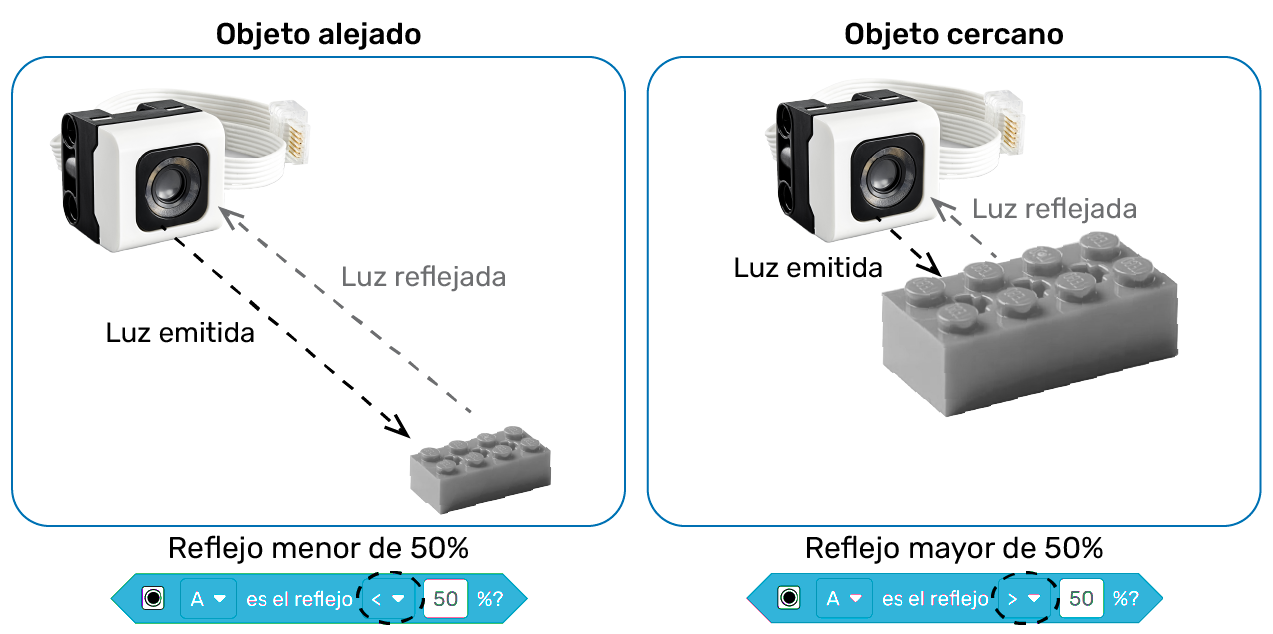 Objeto alejado
Luz reflejada
Luz emitida
Reflejo menor de 50%
A es el reflejo < 50 %?
Objeto cercano
Luz reflejada
Luz emitida
Reflejo mayor de 50%
A es el reflejo > 50 %?